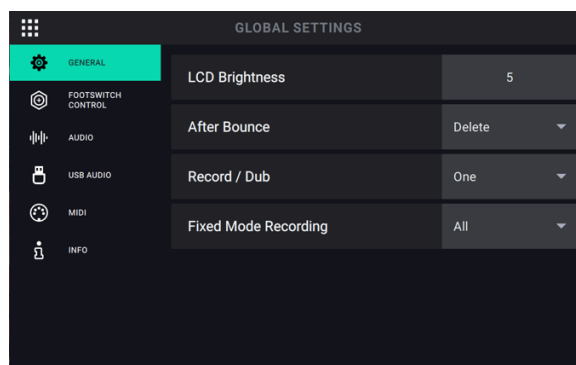 GLOBAL SETTINGS
GENERAL
FOOTSWITCH
CONTROL
AUDIO
USB AUDIO
MIDI
INFO
LCD Brightness 5
After Bounce Delete
Record / Dub One
Fixed Mode Recording All